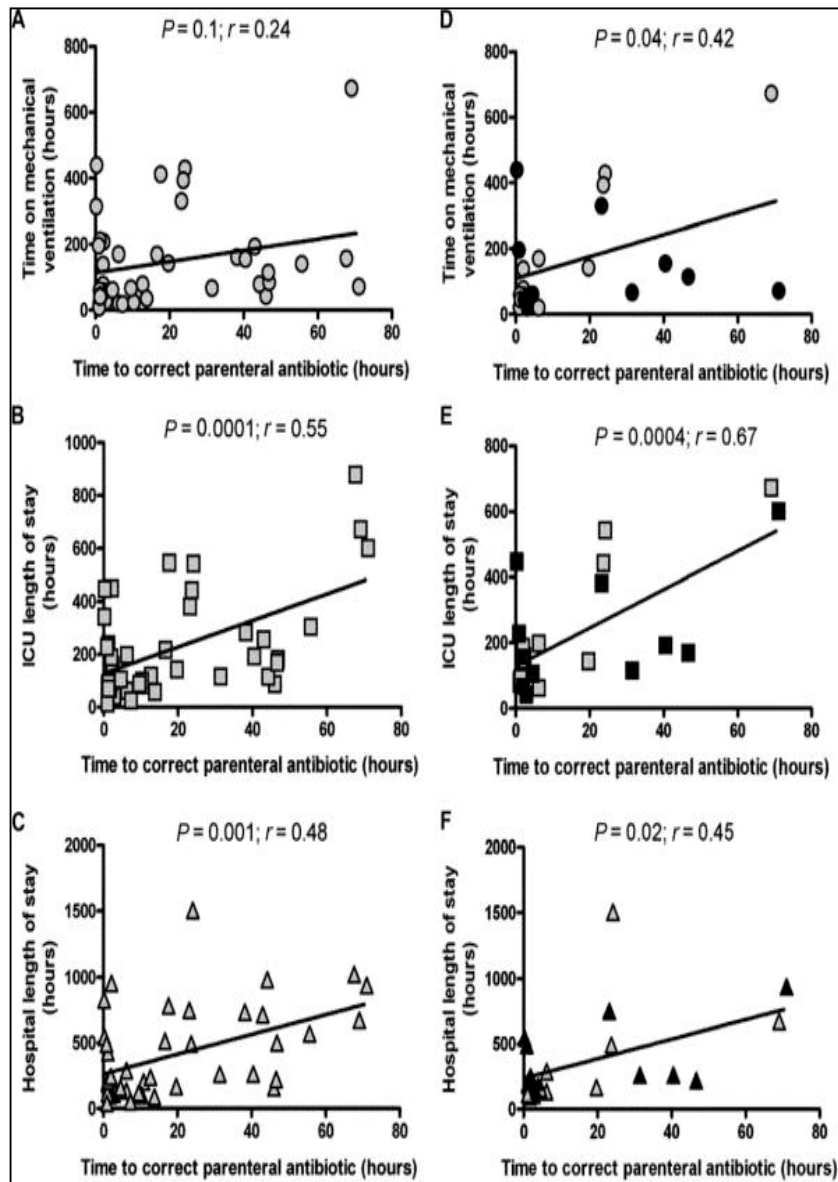 A
P = 0.1; r = 0.24
Time on mechanical
ventilation (hours)
800
600
400
200
0
0 20 40 60 80
Time to correct parenteral antibiotic (hours)
D
P = 0.04; r = 0.42
Time on mechanical
ventilation (hours)
800
600
400
200
0
0 20 40 60 80
Time to correct parenteral antibiotic (hours)
B
P = 0.0001; r = 0.55
ICU length of stay
(hours)
1000
800
600
400
200
0
0 20 40 60 80
Time to correct parenteral antibiotic (hours)
E
P = 0.0004; r = 0.67
ICU length of stay
(hours)
800
600
400
200
0
0 20 40 60 80
Time to correct parenteral antibiotic (hours)
C
P = 0.001; r = 0.48
Hospital length of stay
(hours)
2000
1500
1000
500
0
0 20 40 60 80
Time to correct parenteral antibiotic (hours)
F
P = 0.02; r = 0.45
Hospital length of stay
(hours)
2000
1500
1000
500
0
0 20 40 60 80
Time to correct parenteral antibiotic (hours)